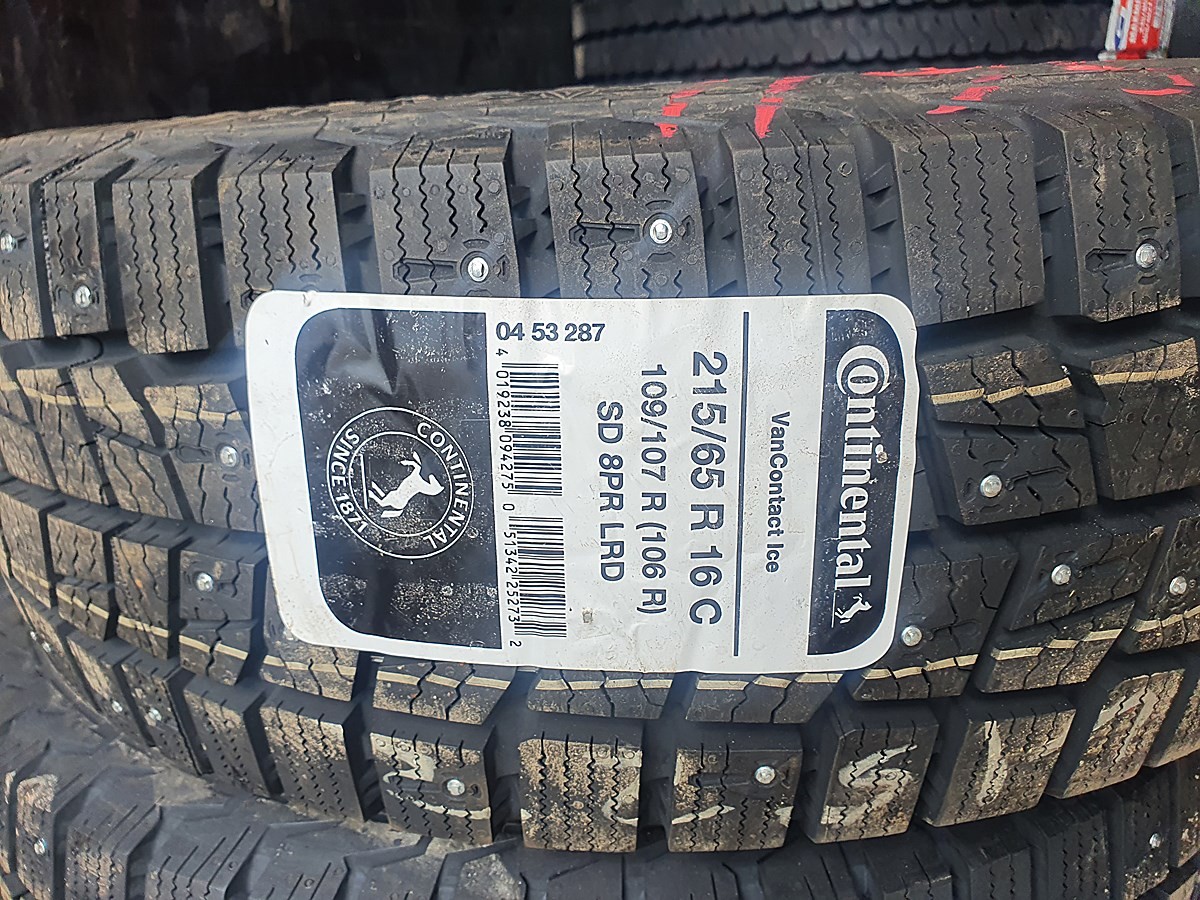 Continental
VanContact Ice
215/65 R 16 C
109/107 R (106 R)
SD 8PR LRD
04 53 287
4 019238 094275
0 51342 25273 2
CONTINENTAL
SINCE 1871